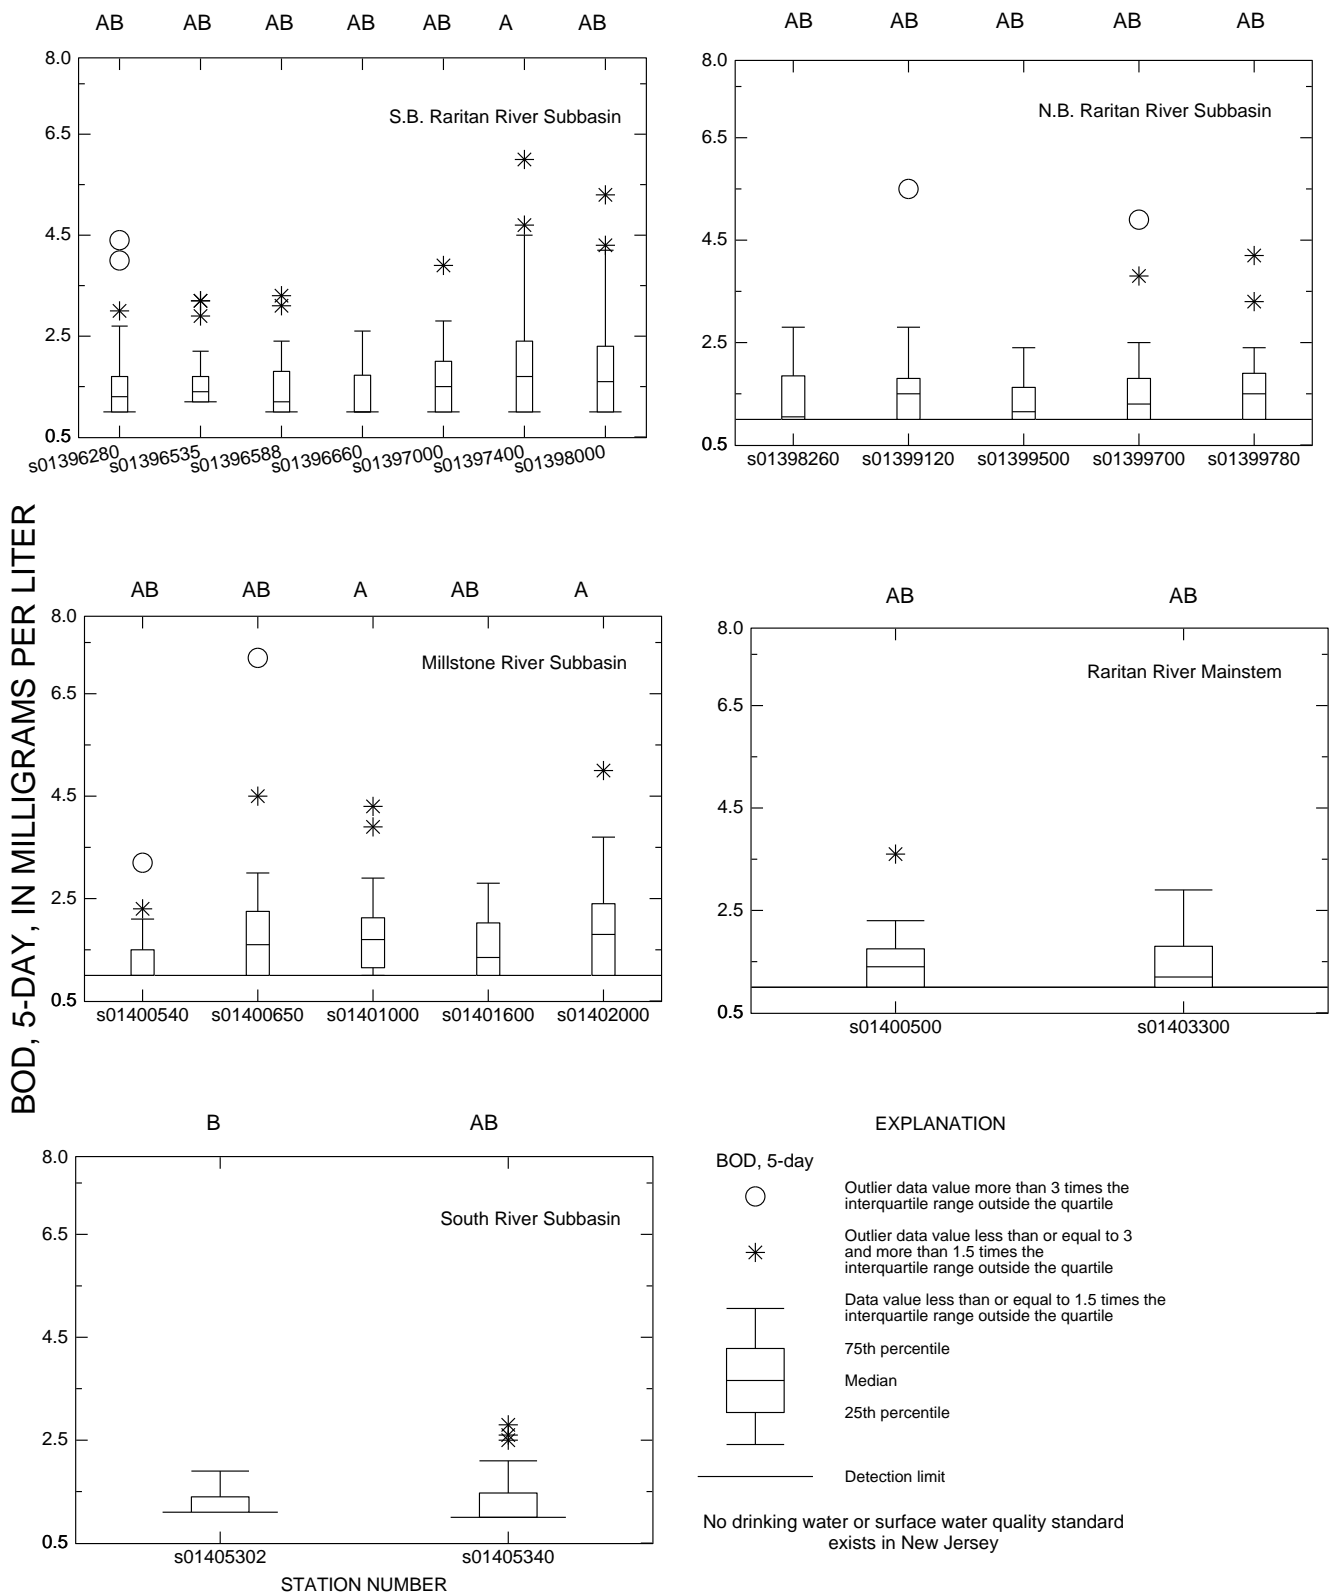 AB AB AB AB AB A AB
8.0
6.5
4.5
2.5
0.5
S.B. Raritan River Subbasin
s01396280 s01396535 s01396588 s01396660 s01397000 s01397400 s01398000
AB AB AB AB AB
8.0
6.5
4.5
2.5
0.5
N.B. Raritan River Subbasin
s01398260 s01399120 s01399500 s01399700 s01399780
BOD, 5-DAY, IN MILLIGRAMS PER LITER
AB AB A AB A
8.0
6.5
4.5
2.5
0.5
Millstone River Subbasin
s01400540 s01400650 s01401000 s01401600 s01402000
AB AB
8.0
6.5
4.5
2.5
0.5
Raritan River Mainstem
s01400500 s01403300
B AB
8.0
6.5
4.5
2.5
0.5
South River Subbasin
s01405302 s01405340
STATION NUMBER
EXPLANATION
BOD, 5-day
Outlier data value more than 3 times the
interquartile range outside the quartile
Outlier data value less than or equal to 3
and more than 1.5 times the
interquartile range outside the quartile
Data value less than or equal to 1.5 times the
interquartile range outside the quartile
75th percentile
Median
25th percentile
Detection limit
No drinking water or surface water quality standard
exists in New Jersey